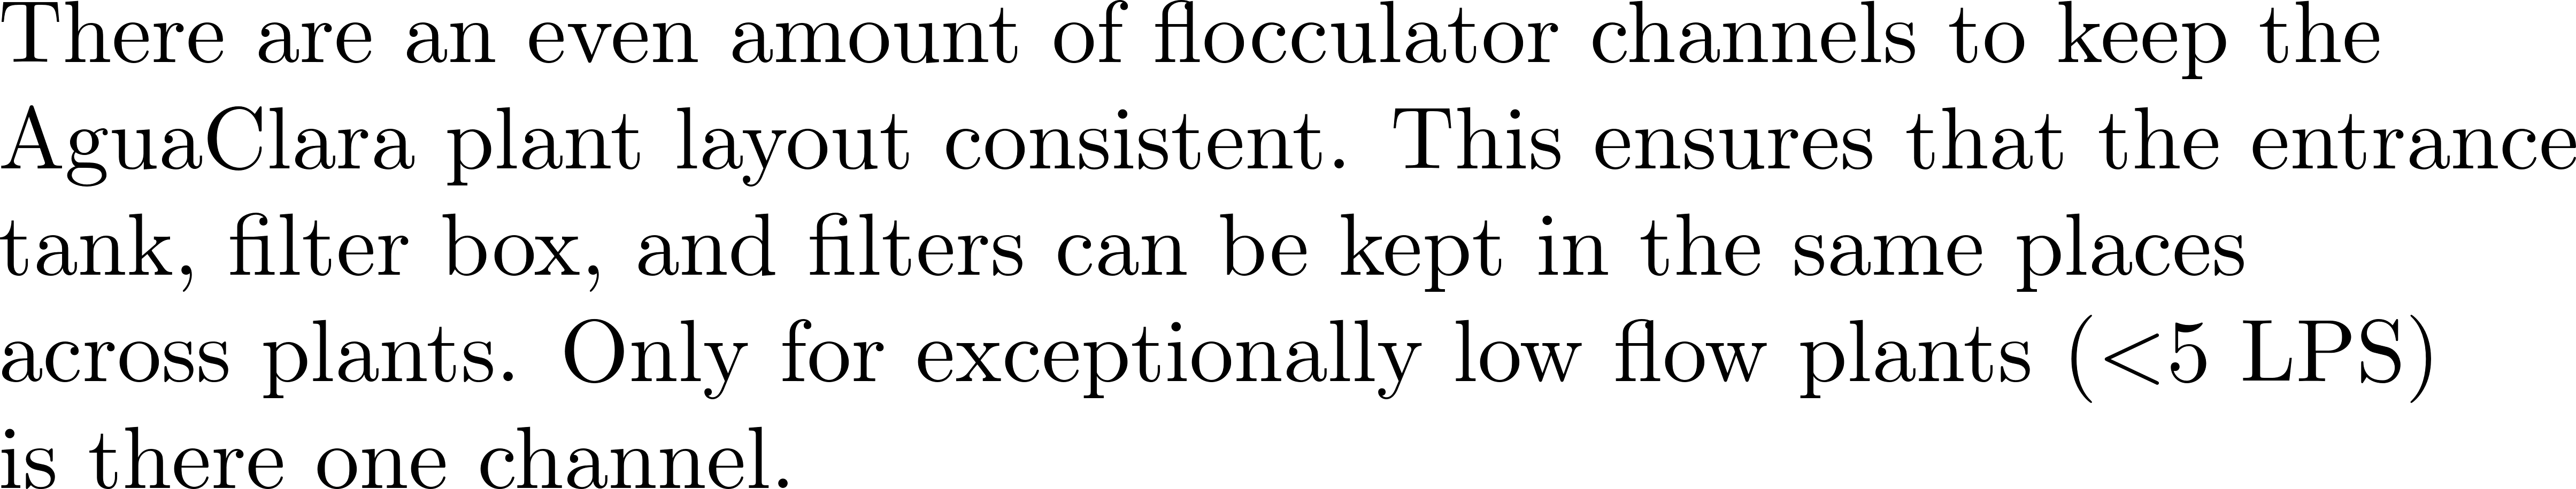 There are an even amount of flocculator channels to keep the
AguaClara plant layout consistent. This ensures that the entrance
tank, filter box, and filters can be kept in the same places
across plants. Only for exceptionally low flow plants (<5 LPS)
is there one channel.